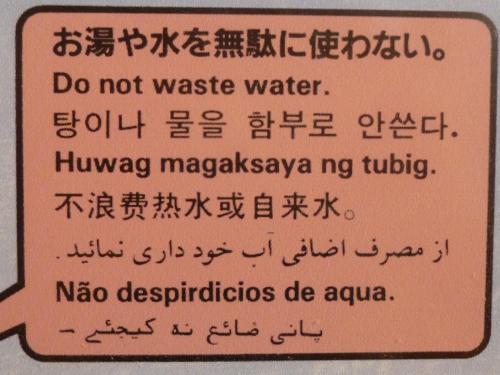 お湯や水を無駄に使わない。
Do not waste water.
탕이나 물을 함부로 안쓴다.
Huwag magaksaya ng tubig.
不浪费热水或自来水。
از مصرف اضافی آب خود داری نمائید.
Não despirdicios de aqua.
پانی ضائع نہ کیجئے –